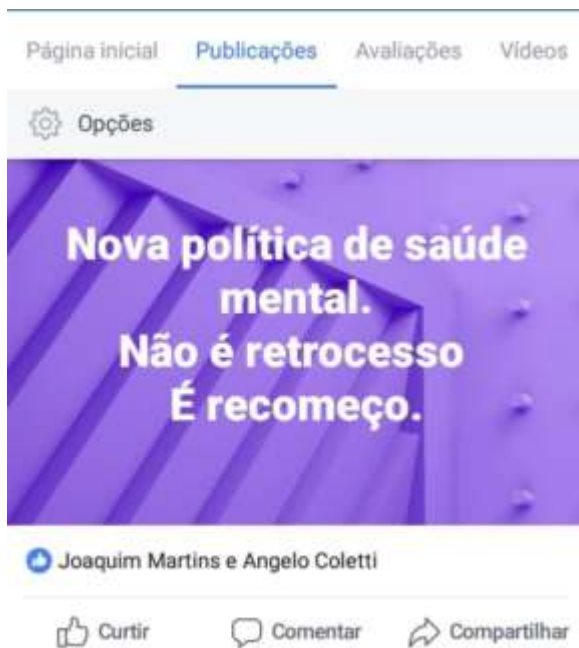 Página inicial Publicações Avaliações Vídeos
Opções
Nova política de saúde
mental.
Não é retrocesso
É recomeço.
Joaquim Martins e Angelo Coletti
Curtir Comentar Compartilhar